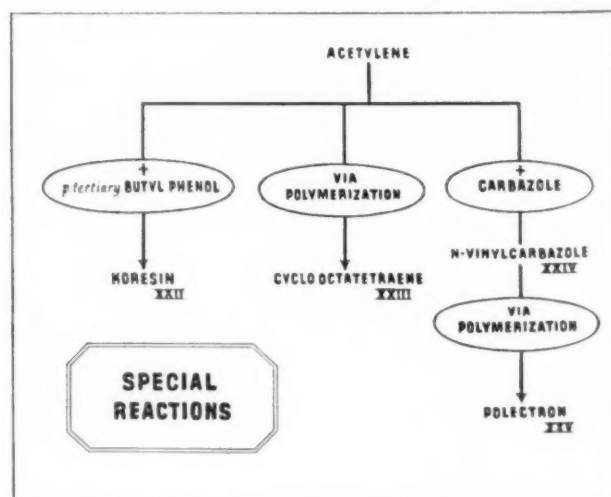 ACETYLENE
+
p.tertiary BUTYL PHENOL
VIA
POLYMERIZATION
+
CARBAZOLE
KORESIN
XXII
CYCLO OCTATETRAENE
XXIII
N-VINYLCARBAZOLE
XXIV
VIA
POLYMERIZATION
SPECIAL
REACTIONS
POLECTRON
XXV